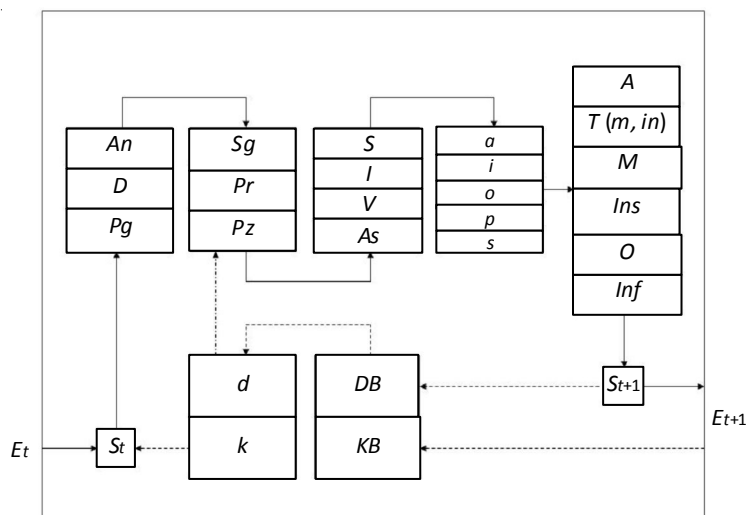 An
D
Pg
Sg
Pr
Pz
S
I
V
As
a
i
o
p
s
A
T (m, in)
M
Ins
O
Inf
d
k
DB
KB
St+1
Et+1
Et
St